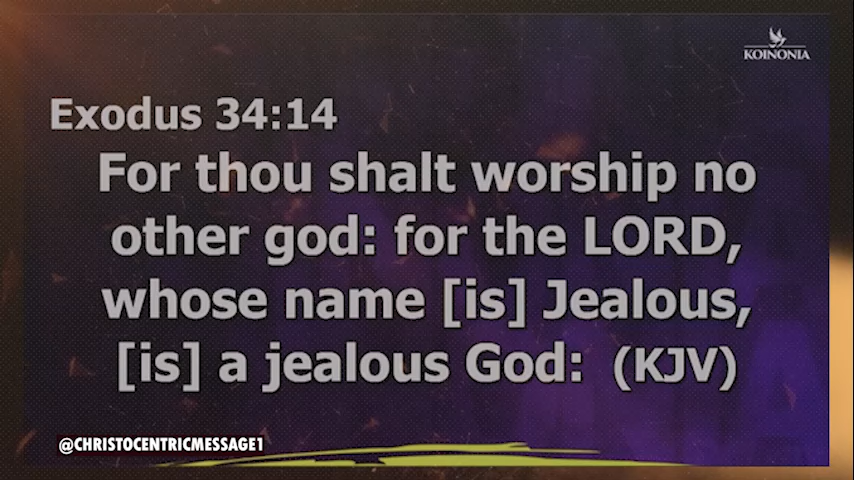 KOINONIA
Exodus 34:14
For thou shalt worship no
other god: for the LORD,
whose name [is] Jealous,
[is] a jealous God: (KJV)
@CHRISTOCENTRICMESSAGE1